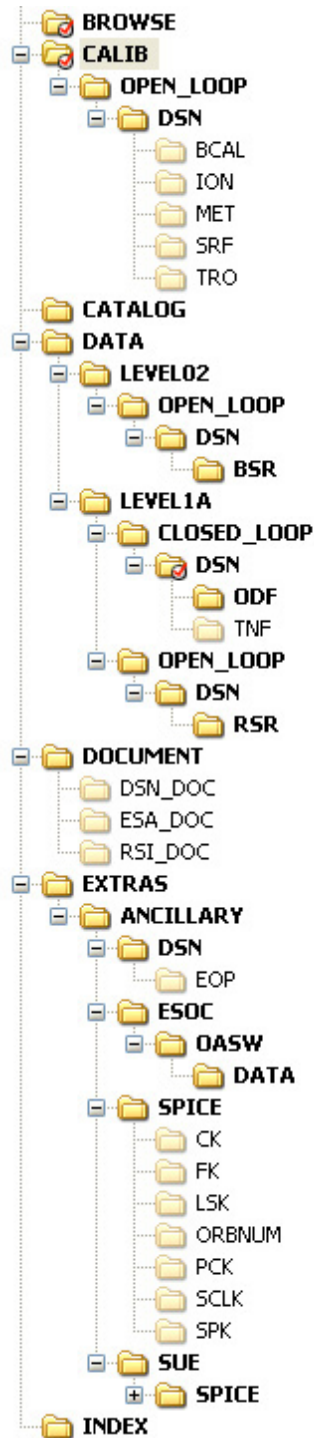 BROWSE
CALIB
OPEN_LOOP
DSN
BCAL
ION
MET
SRF
TRO
CATALOG
DATA
LEVEL02
OPEN_LOOP
DSN
BSR
LEVEL1A
CLOSED_LOOP
DSN
ODF
TNF
OPEN_LOOP
DSN
RSR
DOCUMENT
DSN_DOC
ESA_DOC
RSI_DOC
EXTRAS
ANCILLARY
DSN
EOP
ESOC
OASW
DATA
SPICE
CK
FK
LSK
ORBNUM
PCK
SCLK
SPK
SUE
SPICE
INDEX